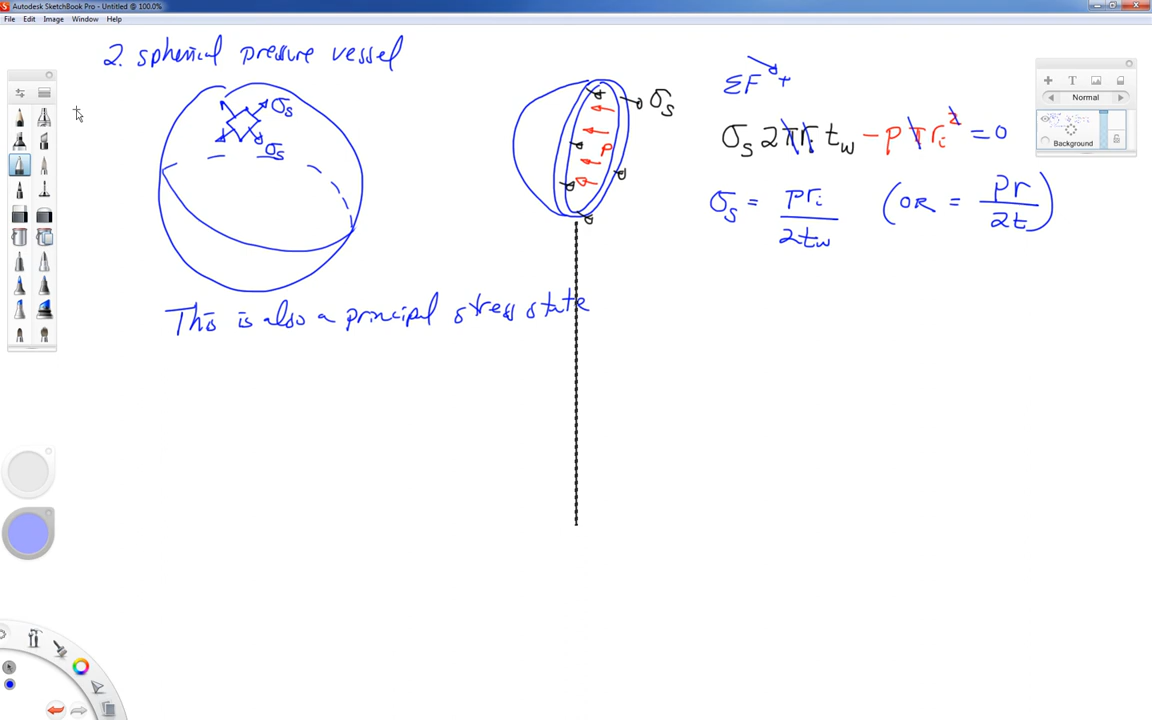 Autodesk SketchBook Pro - Untitled @ 100.0%
File Edit Image Window Help
2. spherical pressure vessel
σs
σs
p
σs
ΣF +
σs 2πri tw - pπri² = 0
σs = pri / 2tw (OR = pr / 2t)
This is also a principal stress state
T
Normal
Background